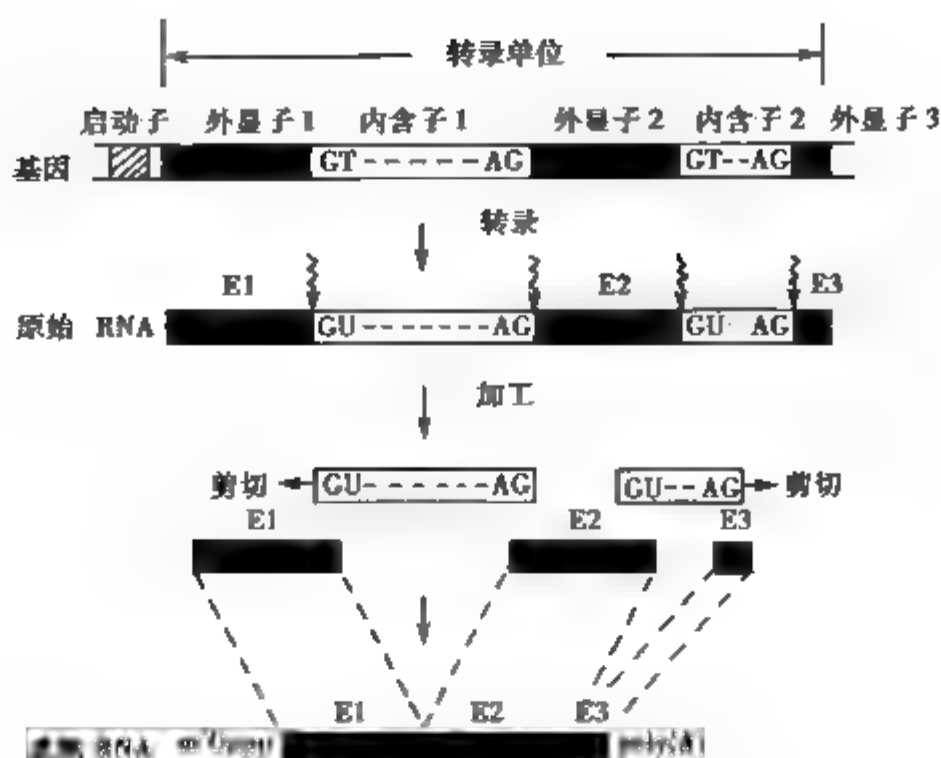 转录单位
启动子 外显子1 内含子1 外显子2 内含子2 外显子3
基因 GT------AG GT--AG
转录
E1 E2 E3
原始 RNA GU-------AG GU AG
加工
剪切 GU------AG GU--AG 剪切
E1 E2 E3
E1 E2 E3
RNA poly(A)